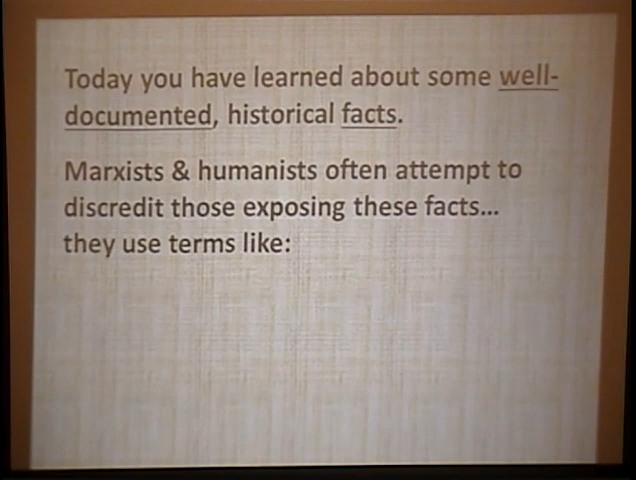 Today you have learned about some well-
documented, historical facts.
Marxists & humanists often attempt to
discredit those exposing these facts...
they use terms like: